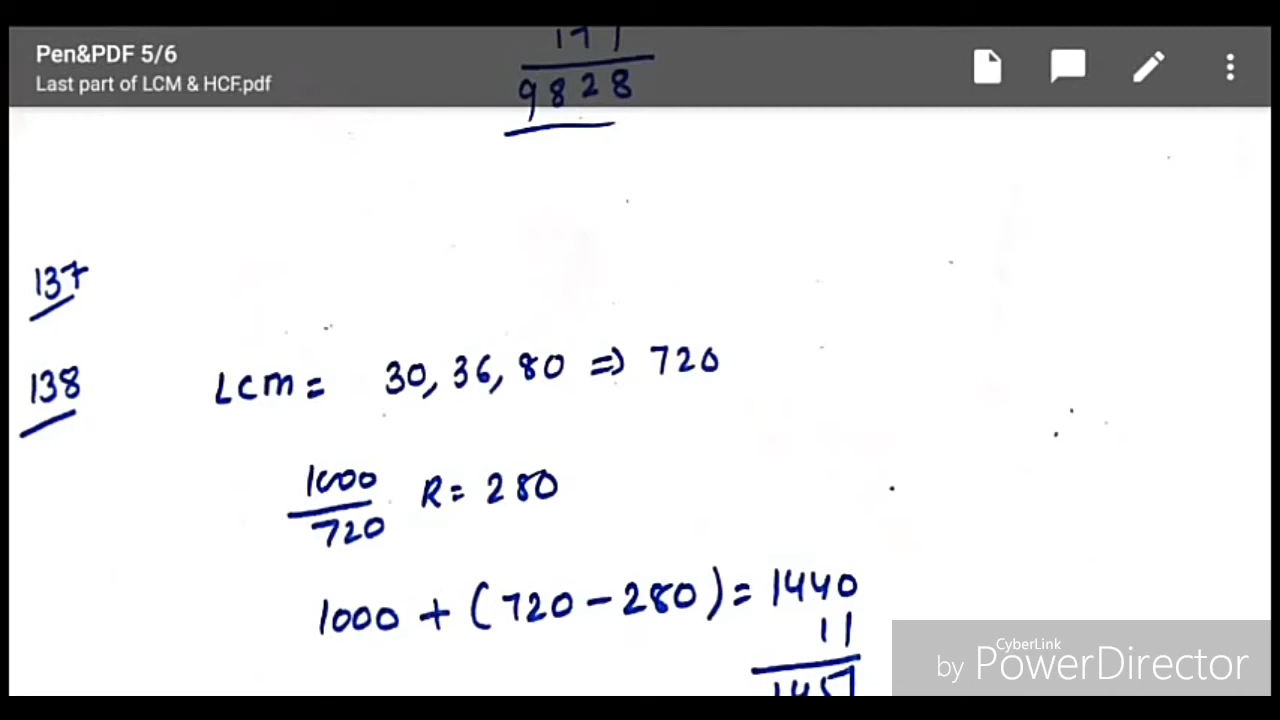 Pen&PDF 5/6
Last part of LCM & HCF.pdf
9828
137
138 LCM = 30, 36, 80 => 720
1000
720 R = 280
1000 + (720 - 280) = 1440
11
1451
CyberLink
by PowerDirector